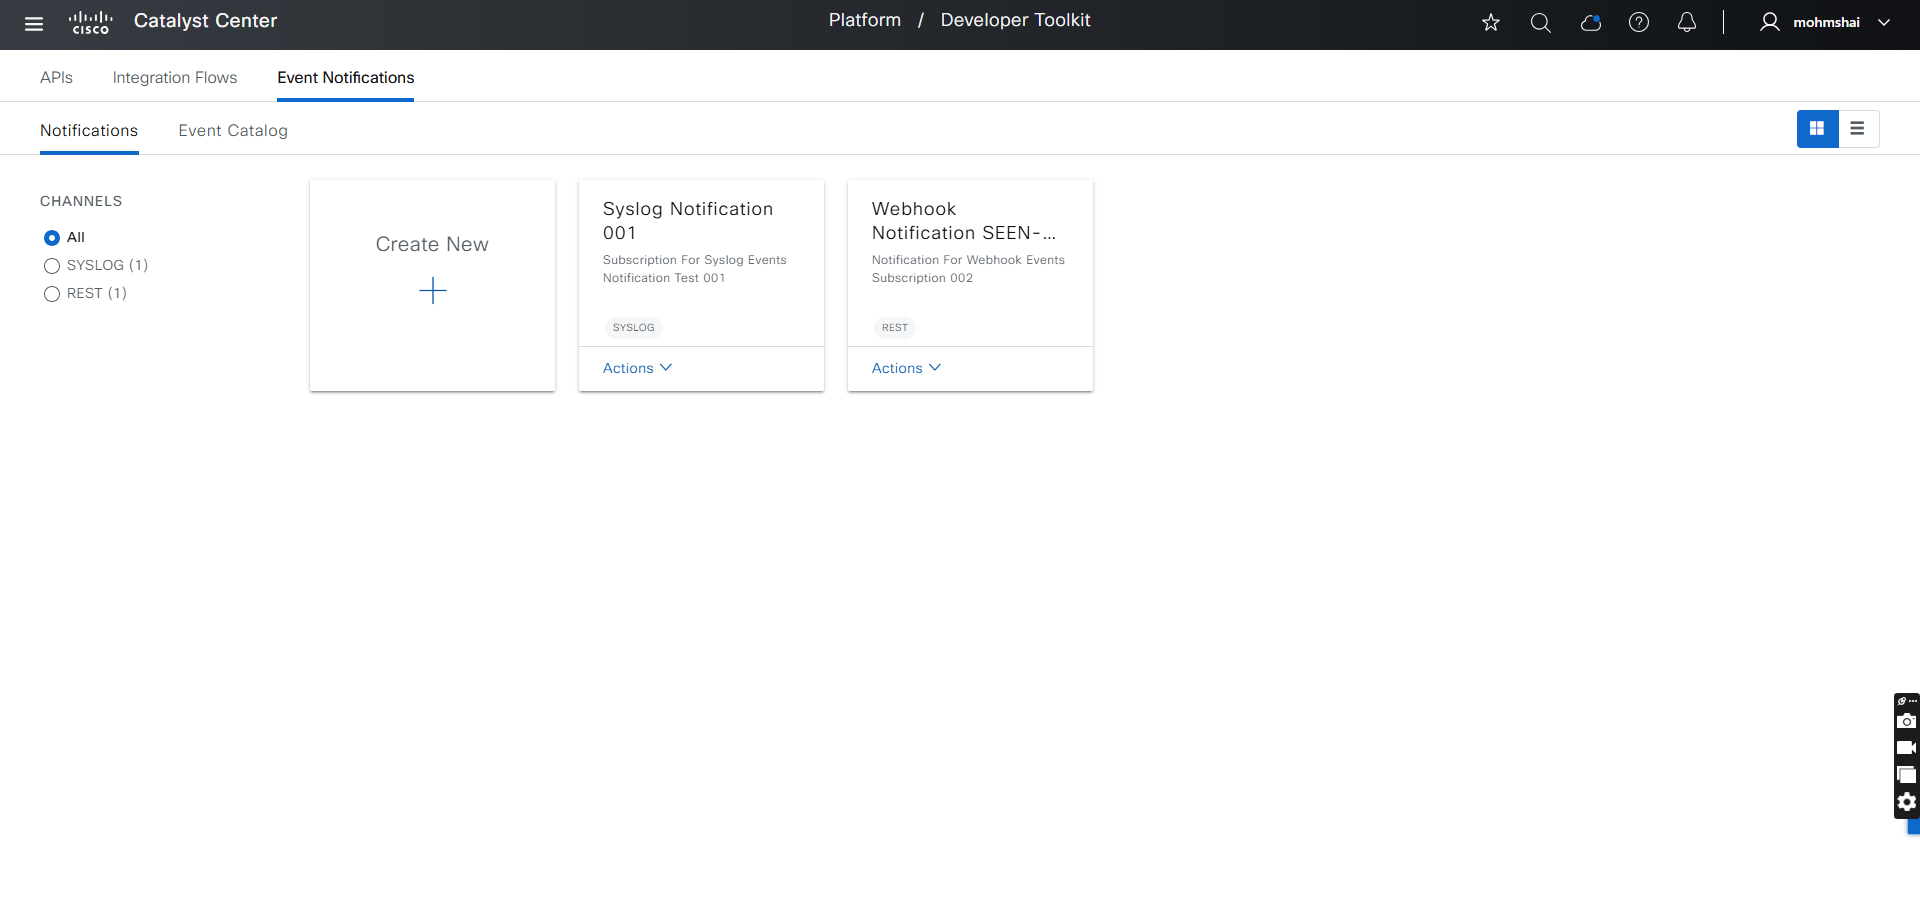 cisco
Catalyst Center
Platform / Developer Toolkit
mohmshai
APIs
Integration Flows
Event Notifications
Notifications
Event Catalog
CHANNELS
All
SYSLOG (1)
REST (1)
Create New
Syslog Notification
001
Subscription For Syslog Events
Notification Test 001
SYSLOG
Actions
Webhook
Notification SEEN-...
Notification For Webhook Events
Subscription 002
REST
Actions